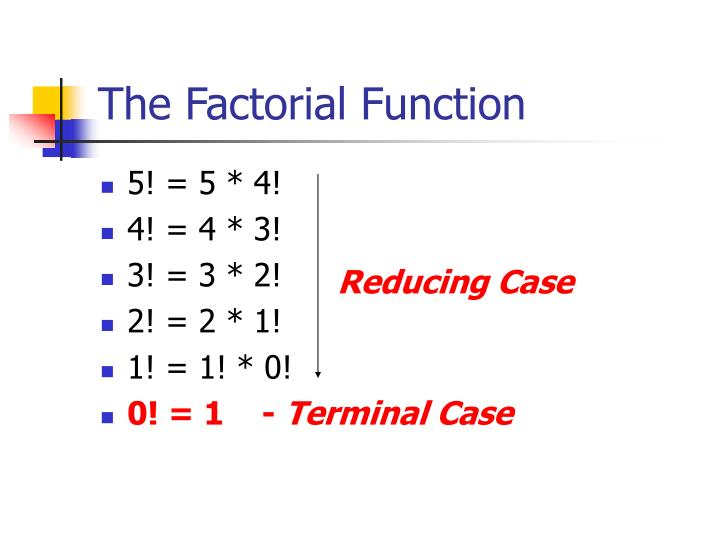 The Factorial Function
5! = 5 * 4!
4! = 4 * 3!
3! = 3 * 2!
Reducing Case
2! = 2 * 1!
1! = 1! * 0!
0! = 1 - Terminal Case